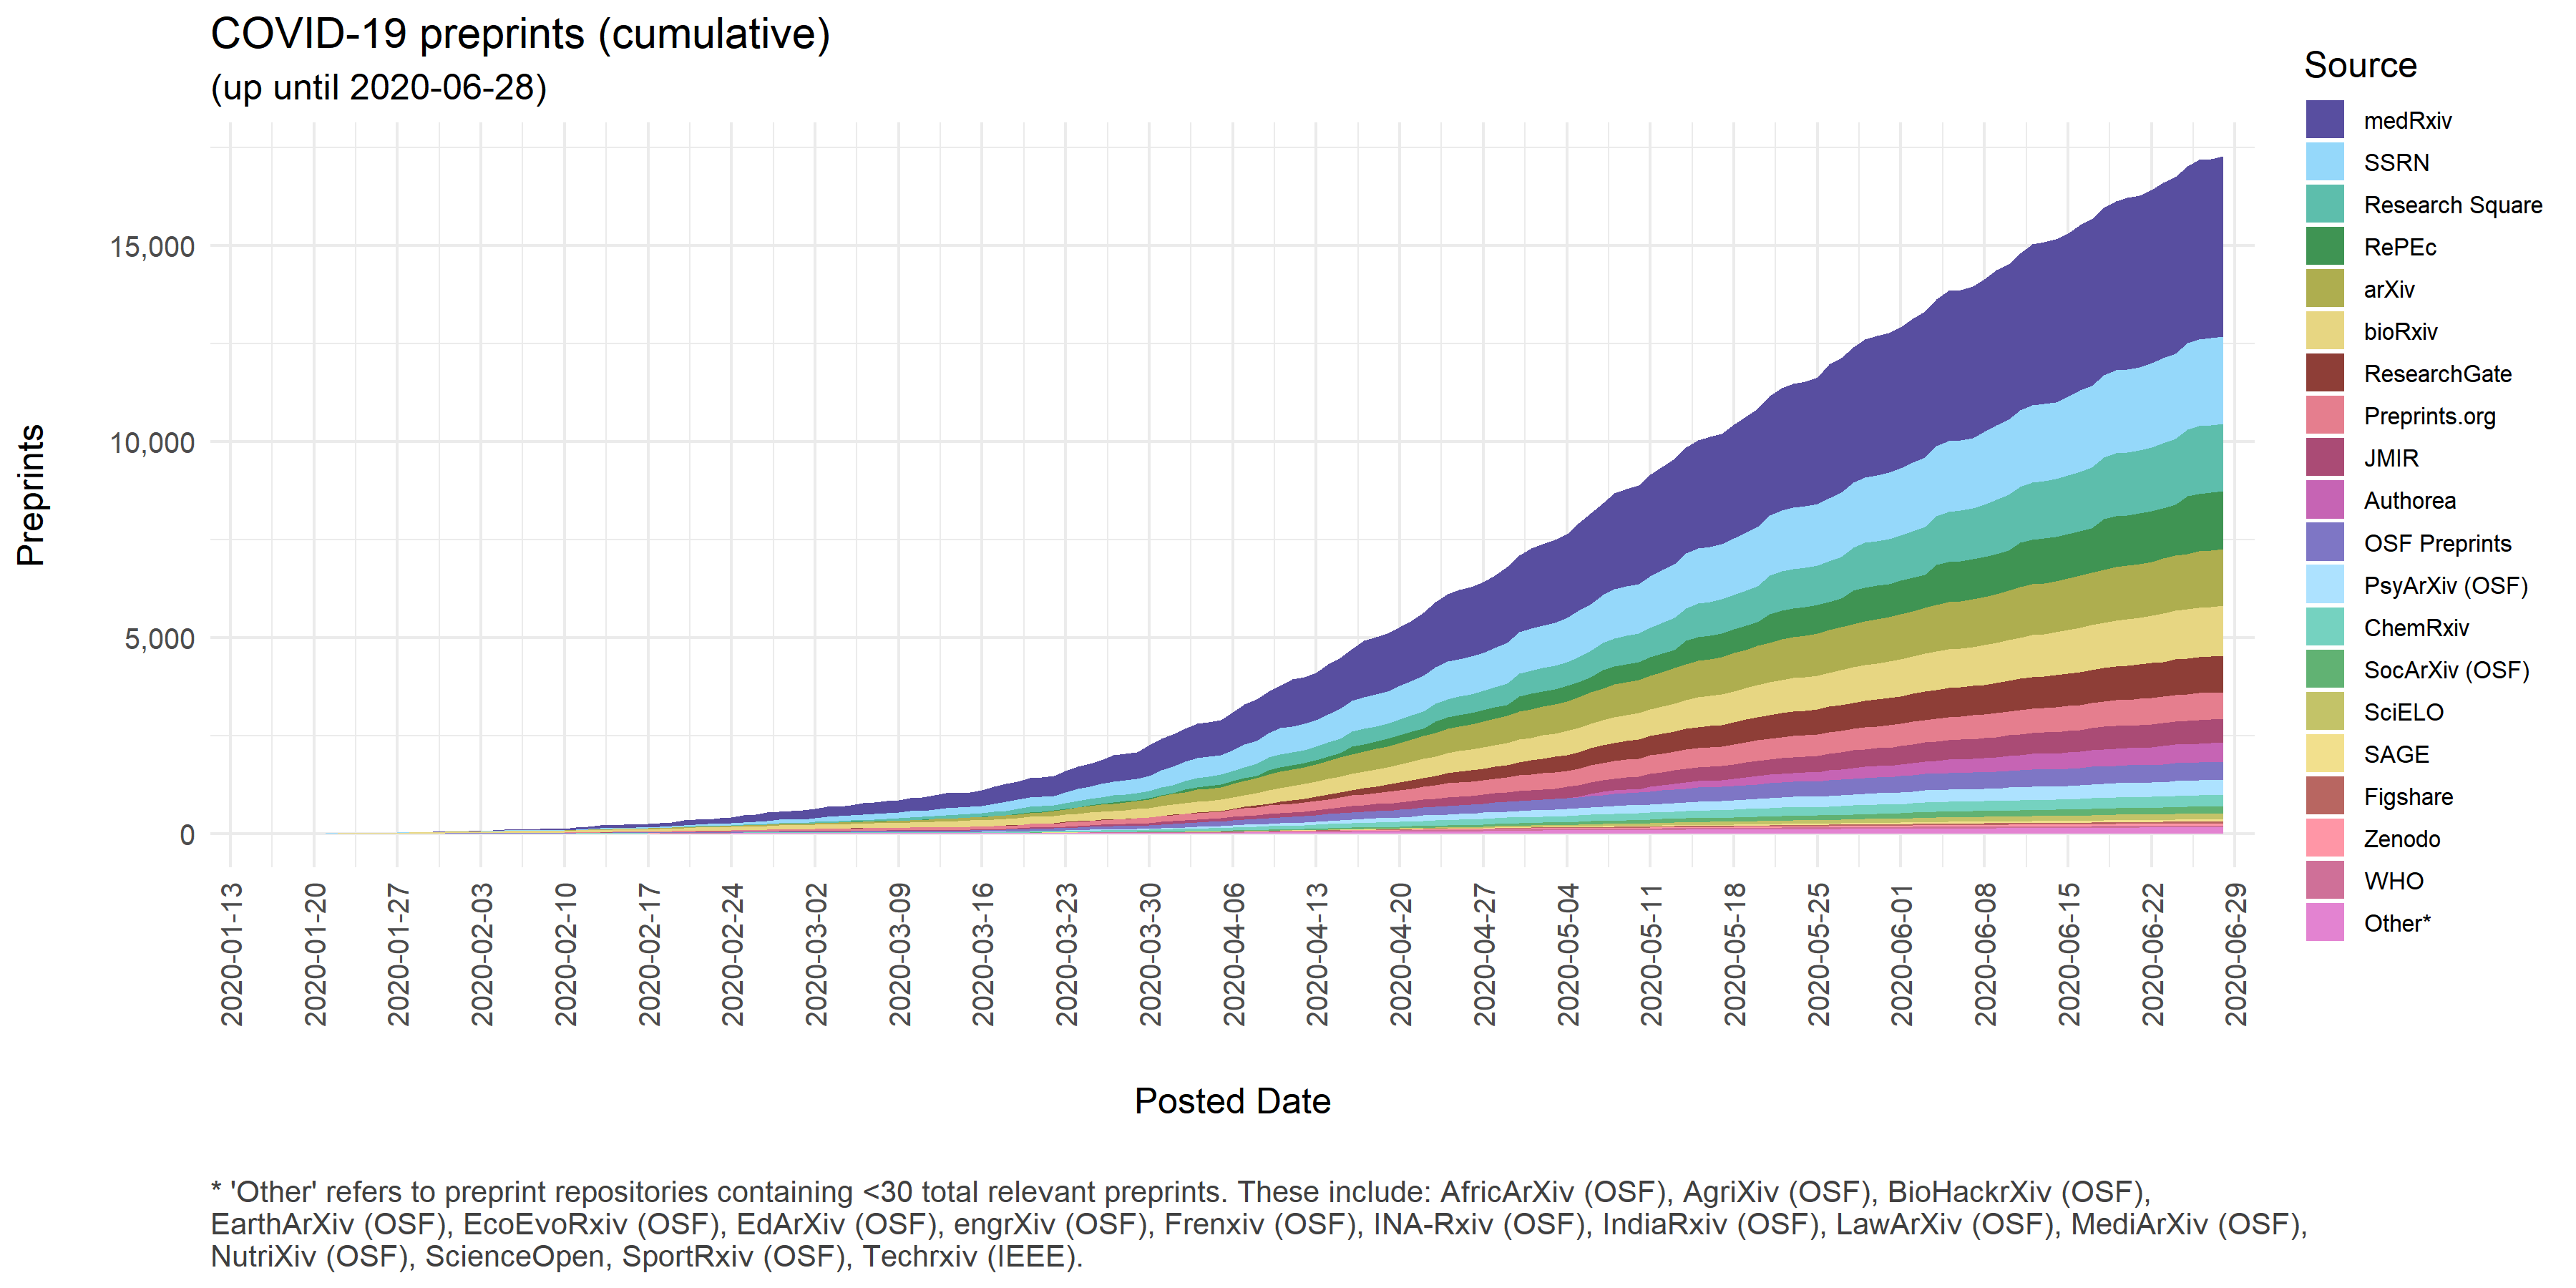 COVID-19 preprints (cumulative)
(up until 2020-06-28)
Preprints
15,000
10,000
5,000
0
2020-01-13
2020-01-20
2020-01-27
2020-02-03
2020-02-10
2020-02-17
2020-02-24
2020-03-02
2020-03-09
2020-03-16
2020-03-23
2020-03-30
2020-04-06
2020-04-13
2020-04-20
2020-04-27
2020-05-04
2020-05-11
2020-05-18
2020-05-25
2020-06-01
2020-06-08
2020-06-15
2020-06-22
2020-06-29
Posted Date
Source
medRxiv
SSRN
Research Square
RePEc
arXiv
bioRxiv
ResearchGate
Preprints.org
JMIR
Authorea
OSF Preprints
PsyArXiv (OSF)
ChemRxiv
SocArXiv (OSF)
SciELO
SAGE
Figshare
Zenodo
WHO
Other*
* 'Other' refers to preprint repositories containing <30 total relevant preprints. These include: AfricArXiv (OSF), AgriXiv (OSF), BioHackrXiv (OSF),
EarthArXiv (OSF), EcoEvoRxiv (OSF), EdArXiv (OSF), engrXiv (OSF), Frenxiv (OSF), INA-Rxiv (OSF), IndiaRxiv (OSF), LawArXiv (OSF), MediArXiv (OSF),
NutriXiv (OSF), ScienceOpen, SportRxiv (OSF), Techrxiv (IEEE).